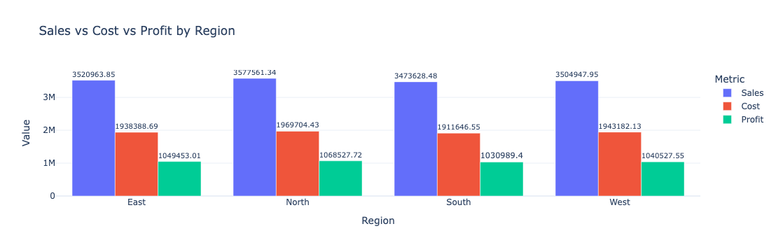 Sales vs Cost vs Profit by Region
3520963.85
1938388.69
1049453.01
3577561.34
1969704.43
1068527.72
3473628.48
1911646.55
1030989.4
3504947.95
1943182.13
1040527.55
Metric
Sales
Cost
Profit
Value
3M
2M
1M
0
East
North
South
West
Region